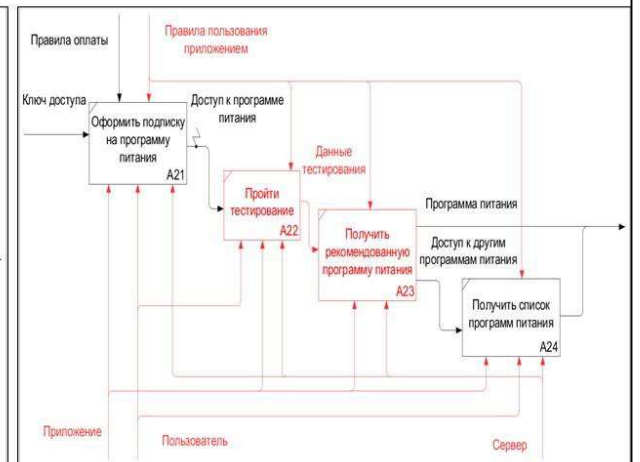 Правила оплаты
Правила пользования
приложением
Ключ доступа
Оформить подписку
на программу
питания
A21
Доступ к программе
питания
Пройти
тестирование
A22
Данные
тестирования
Получить
рекомендованную
программу питания
A23
Программа питания
Доступ к другим
программам питания
Получить список
программ питания
A24
Приложение
Пользователь
Сервер